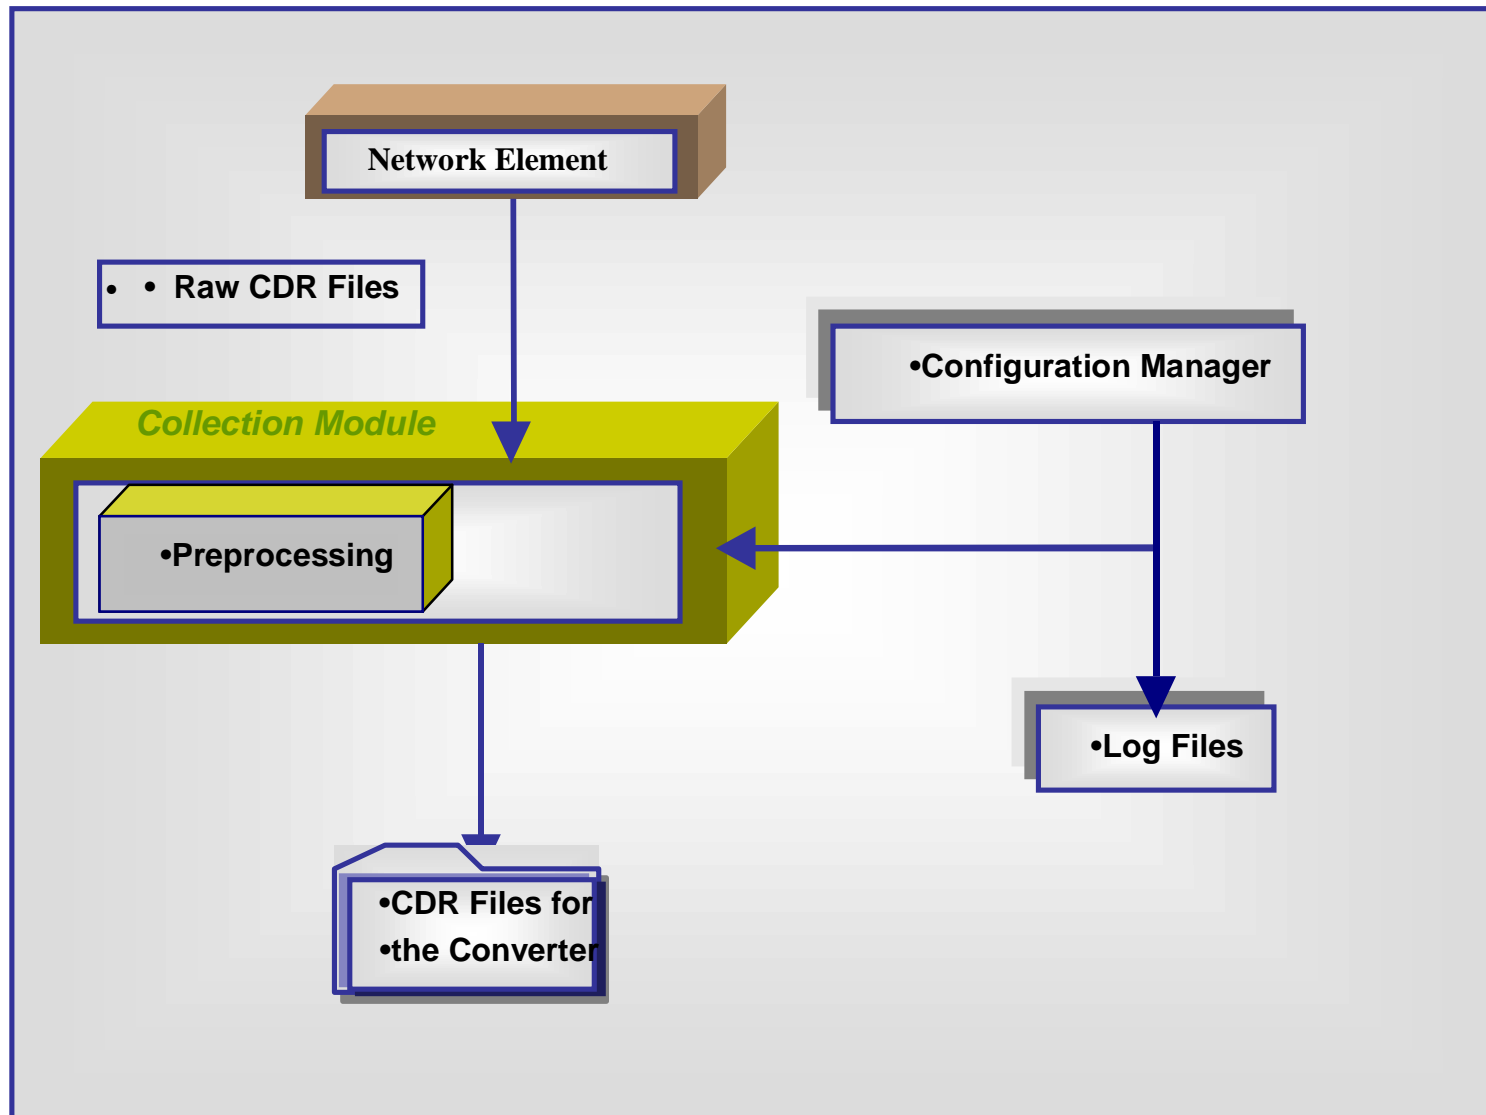 Network Element
• • Raw CDR Files
•Configuration Manager
Collection Module
•Preprocessing
•Log Files
•CDR Files for
•the Converter